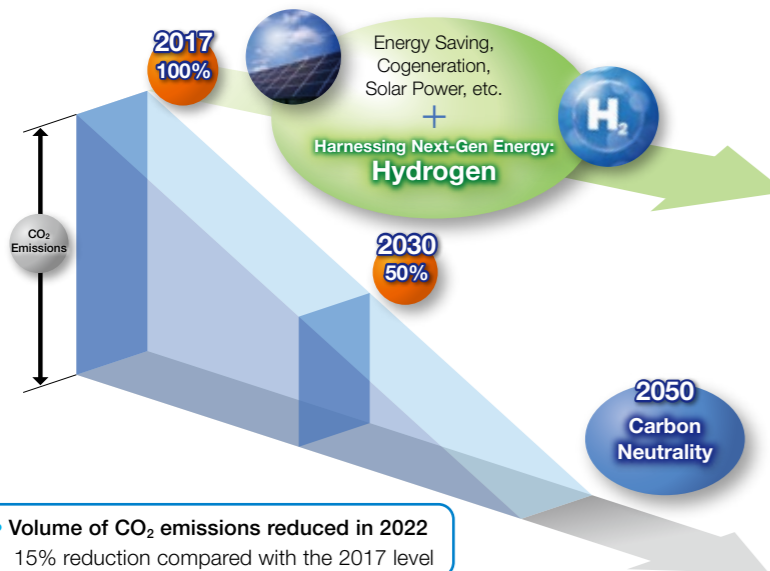 2017
100%
Energy Saving,
Cogeneration,
Solar Power, etc.
+
Harnessing Next-Gen Energy:
Hydrogen
H₂
CO₂
Emissions
2030
50%
2050
Carbon
Neutrality
Volume of CO₂ emissions reduced in 2022
15% reduction compared with the 2017 level